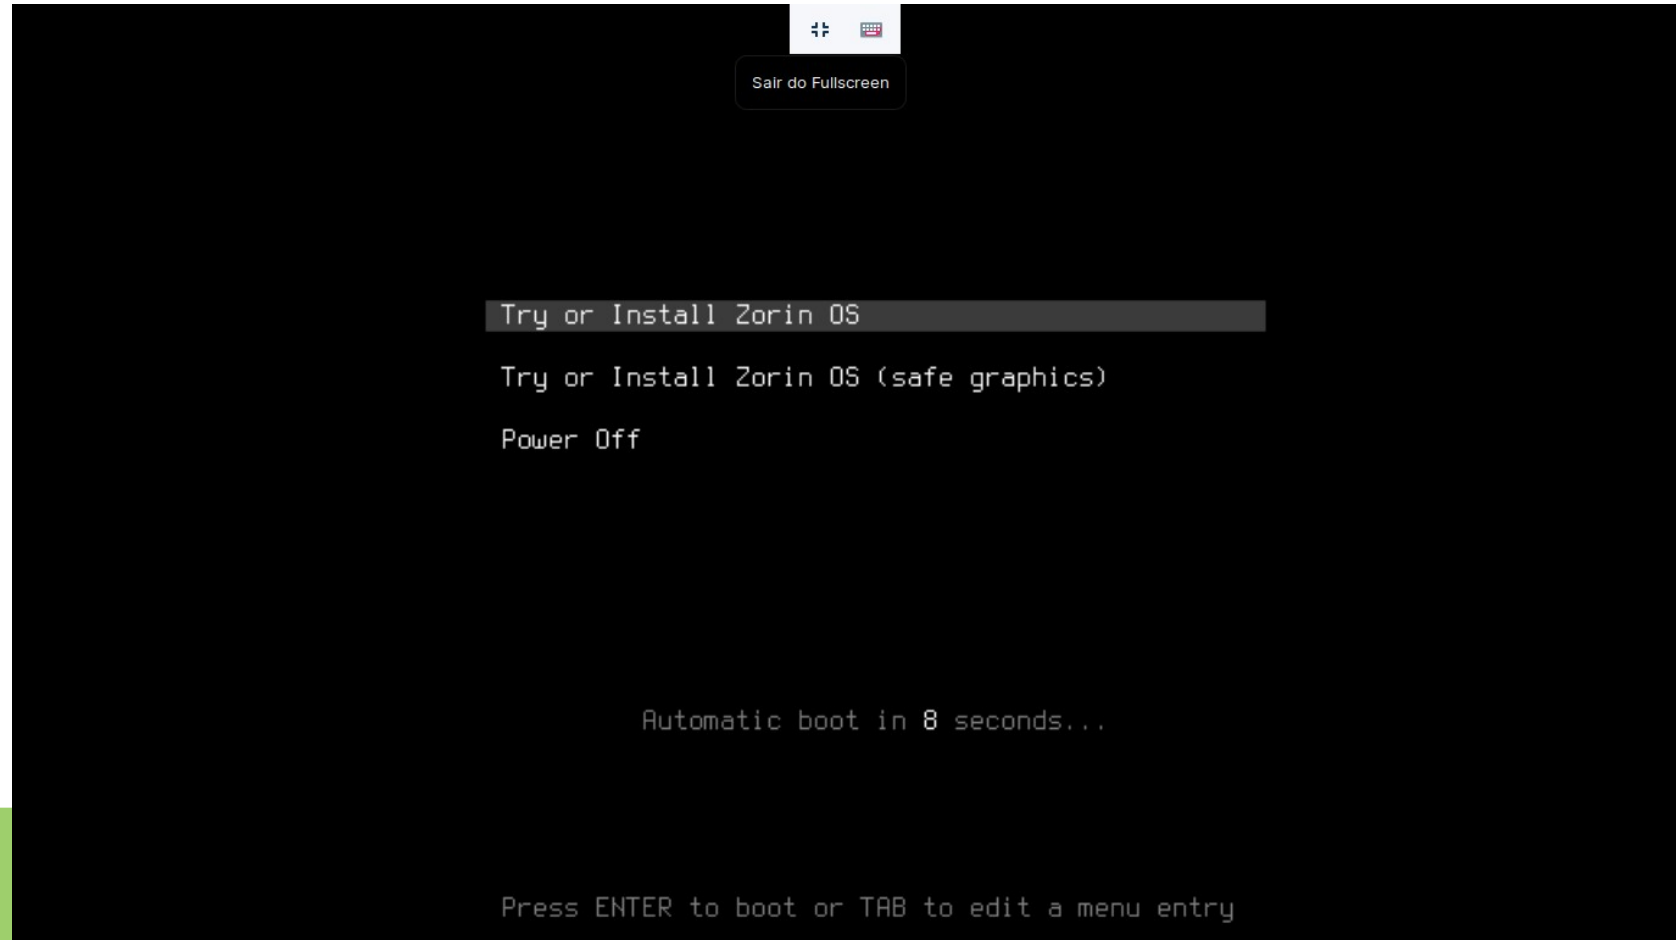 Sair do Fullscreen
Try or Install Zorin OS
Try or Install Zorin OS (safe graphics)
Power Off
Automatic boot in 8 seconds...
Press ENTER to boot or TAB to edit a menu entry